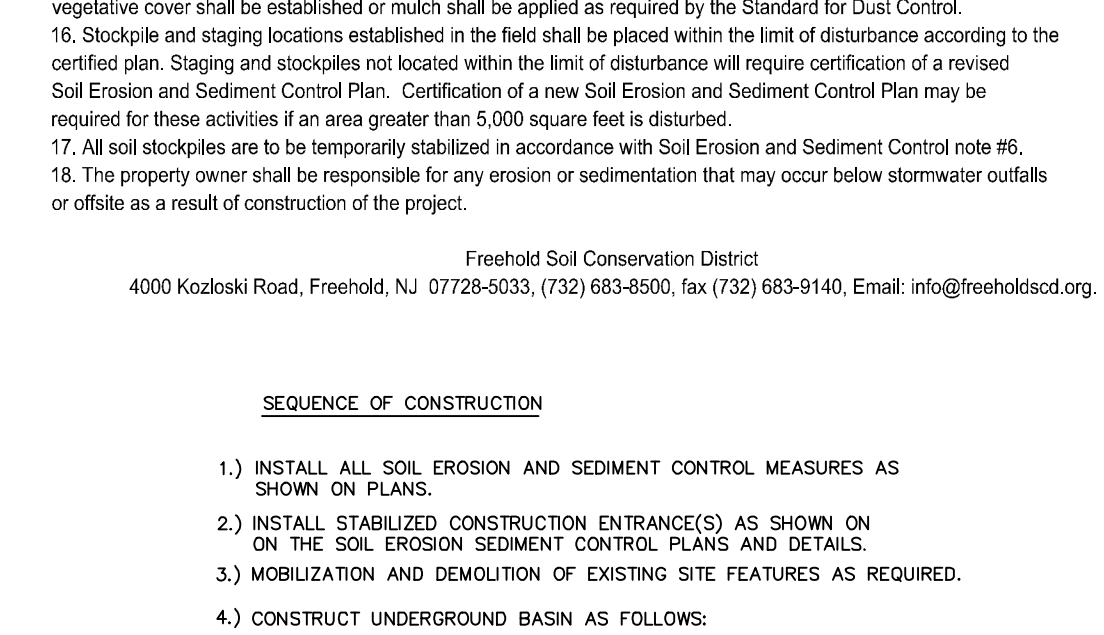 vegetative cover shall be established or mulch shall be applied as required by the Standard for Dust Control.
16. Stockpile and staging locations established in the field shall be placed within the limit of disturbance according to the
certified plan. Staging and stockpiles not located within the limit of disturbance will require certification of a revised
Soil Erosion and Sediment Control Plan.  Certification of a new Soil Erosion and Sediment Control Plan may be
required for these activities if an area greater than 5,000 square feet is disturbed.
17. All soil stockpiles are to be temporarily stabilized in accordance with Soil Erosion and Sediment Control note #6.
18. The property owner shall be responsible for any erosion or sedimentation that may occur below stormwater outfalls
or offsite as a result of construction of the project.
Freehold Soil Conservation District
4000 Kozloski Road, Freehold, NJ  07728-5033, (732) 683-8500, fax (732) 683-9140, Email: info@freeholdscd.org.
SEQUENCE OF CONSTRUCTION
1.) INSTALL ALL SOIL EROSION AND SEDIMENT CONTROL MEASURES AS
SHOWN ON PLANS.
2.) INSTALL STABILIZED CONSTRUCTION ENTRANCE(S) AS SHOWN ON
ON THE SOIL EROSION SEDIMENT CONTROL PLANS AND DETAILS.
3.) MOBILIZATION AND DEMOLITION OF EXISTING SITE FEATURES AS REQUIRED.
4.) CONSTRUCT UNDERGROUND BASIN AS FOLLOWS: